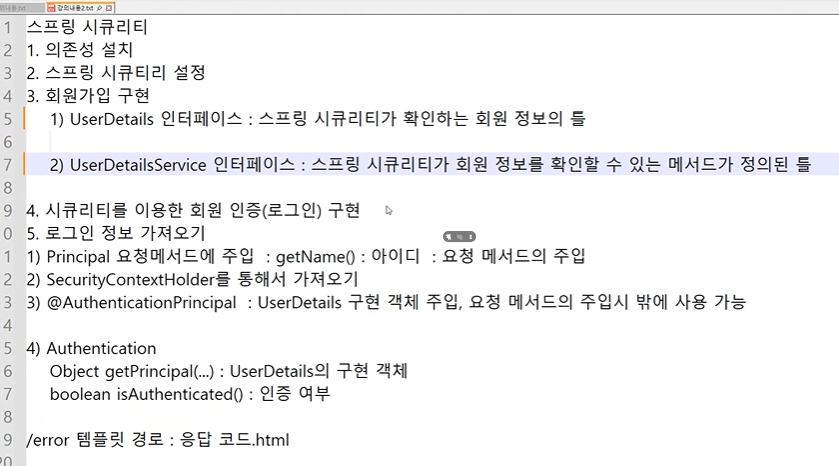 강의내용2.txt
1 스프링 시큐리티
2 1. 의존성 설치
3 2. 스프링 시큐티리 설정
4 3. 회원가입 구현
5 1) UserDetails 인터페이스 : 스프링 시큐리티가 확인하는 회원 정보의 틀
6
7 2) UserDetailsService 인터페이스 : 스프링 시큐리티가 회원 정보를 확인할 수 있는 메서드가 정의된 틀
8
9 4. 시큐리티를 이용한 회원 인증(로그인) 구현
0 5. 로그인 정보 가져오기
1 1) Principal 요청메서드에 주입 : getName() : 아이디 : 요청 메서드의 주입
2 2) SecurityContextHolder를 통해서 가져오기
3 3) @AuthenticationPrincipal : UserDetails 구현 객체 주입, 요청 메서드의 주입시 밖에 사용 가능
4
5 4) Authentication
6 Object getPrincipal(...) : UserDetails의 구현 객체
7 boolean isAuthenticated() : 인증 여부
8
9 /error 템플릿 경로 : 응답 코드.html
20